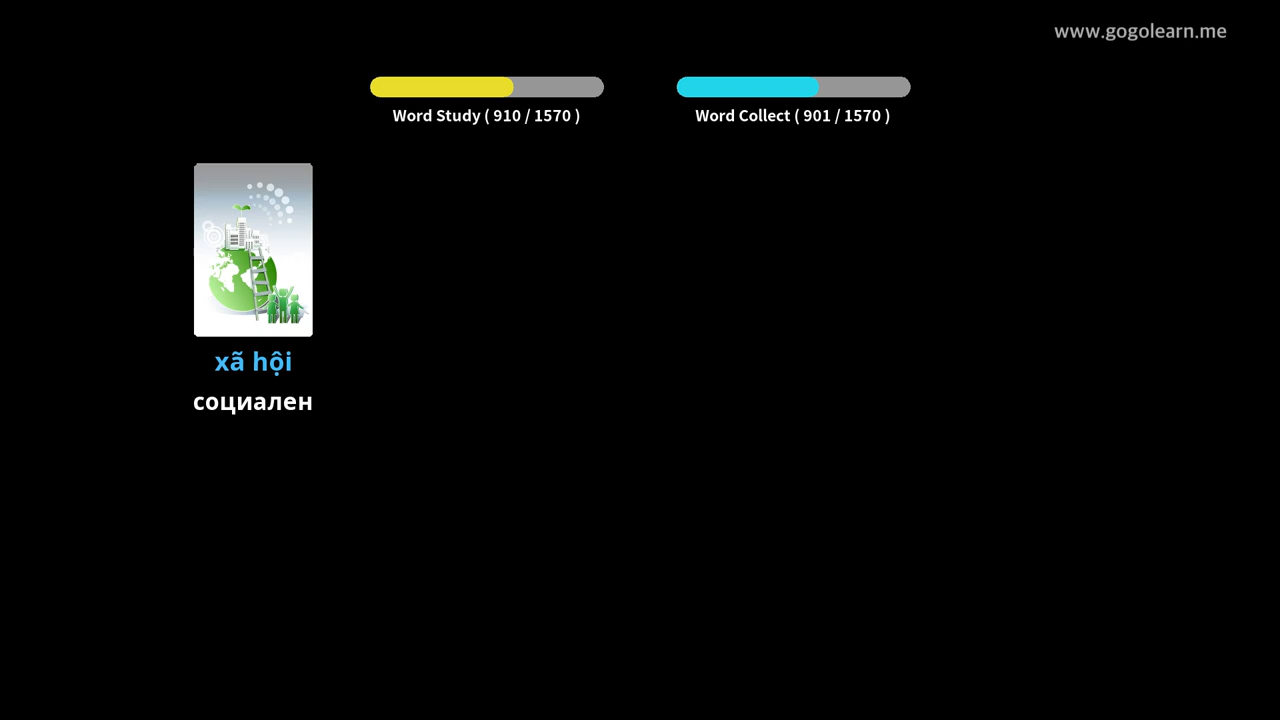 www.gogolearn.me
Word Study ( 910 / 1570 )
Word Collect ( 901 / 1570 )
xã hội
социален